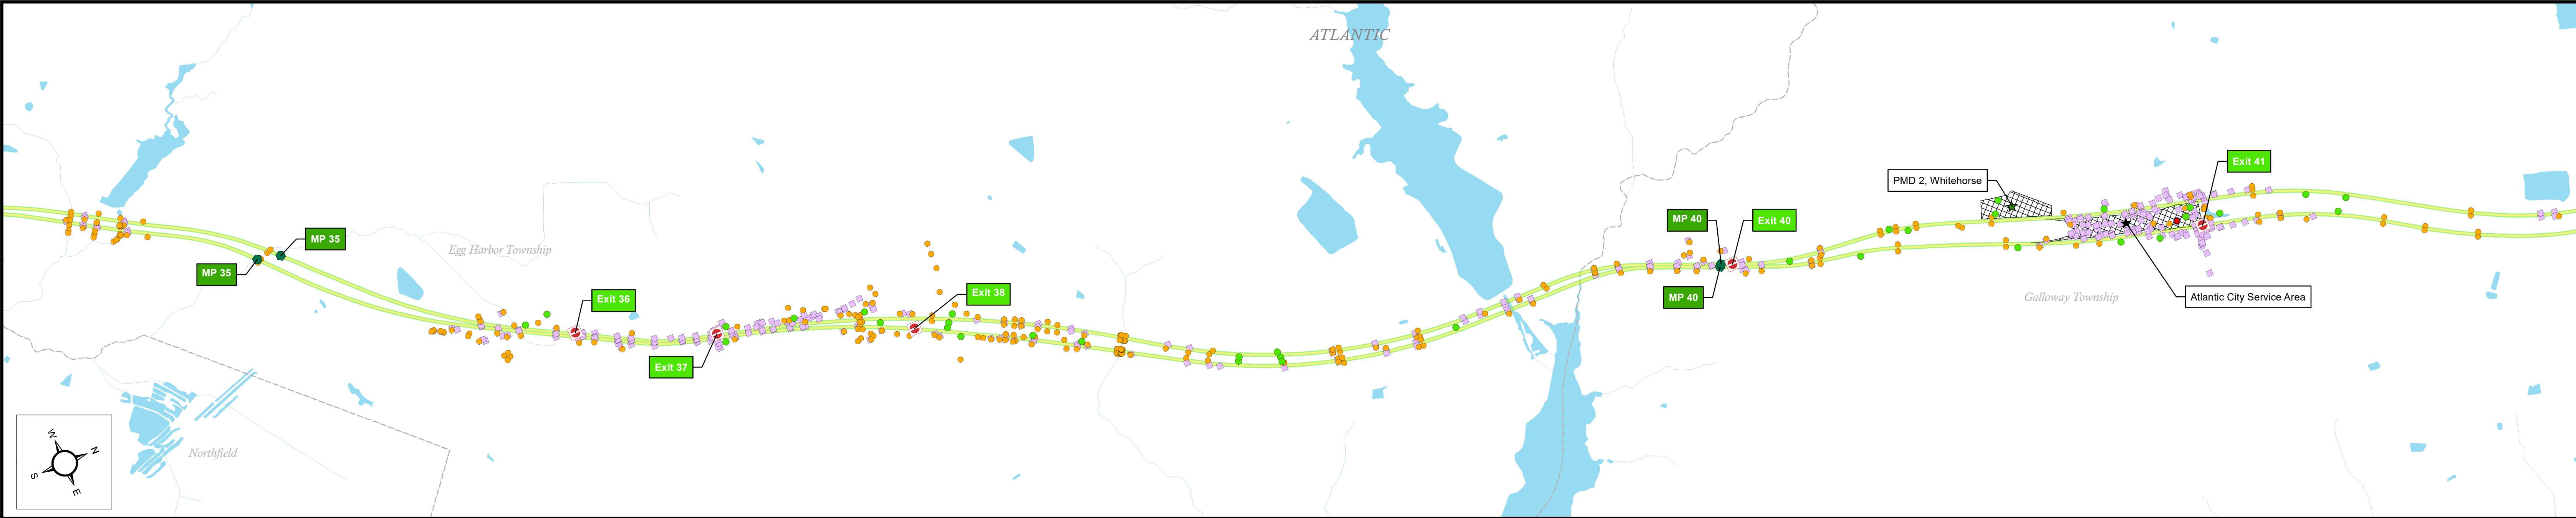 ATLANTIC
Exit 41
PMD 2, Whitehorse
MP 40
Exit 40
MP 35
Egg Harbor Township
MP 35
Exit 38
Exit 36
MP 40
Galloway Township
Atlantic City Service Area
Exit 37
Northfield
W
N
S
E